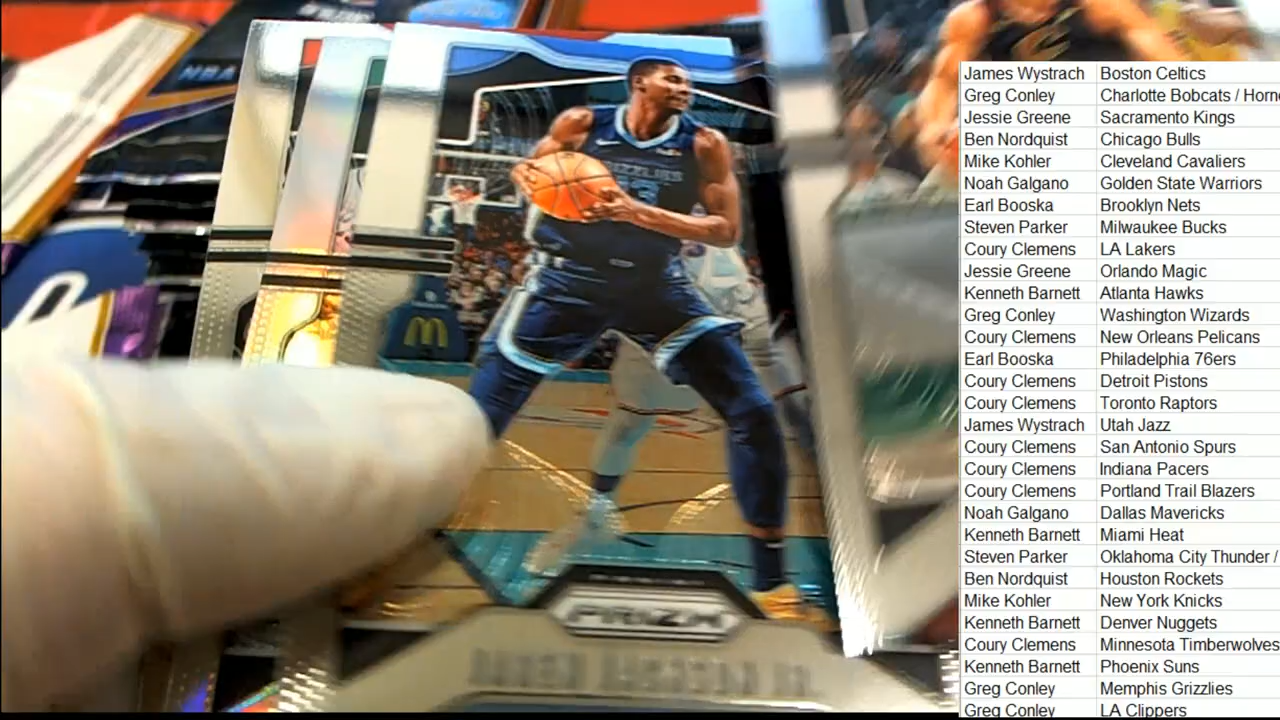 NBA
James Wystrach Boston Celtics
Greg Conley Charlotte Bobcats / Horne
Jessie Greene Sacramento Kings
Ben Nordquist Chicago Bulls
Mike Kohler Cleveland Cavaliers
Noah Galgano Golden State Warriors
Earl Booska Brooklyn Nets
Steven Parker Milwaukee Bucks
Coury Clemens LA Lakers
Jessie Greene Orlando Magic
Kenneth Barnett Atlanta Hawks
Greg Conley Washington Wizards
Coury Clemens New Orleans Pelicans
Earl Booska Philadelphia 76ers
Coury Clemens Detroit Pistons
Coury Clemens Toronto Raptors
James Wystrach Utah Jazz
Coury Clemens San Antonio Spurs
Coury Clemens Indiana Pacers
Coury Clemens Portland Trail Blazers
Noah Galgano Dallas Mavericks
Kenneth Barnett Miami Heat
Steven Parker Oklahoma City Thunder /
Ben Nordquist Houston Rockets
Mike Kohler New York Knicks
Kenneth Barnett Denver Nuggets
Coury Clemens Minnesota Timberwolves
Kenneth Barnett Phoenix Suns
Greg Conley Memphis Grizzlies
Greg Conley LA Clippers
PRIZM